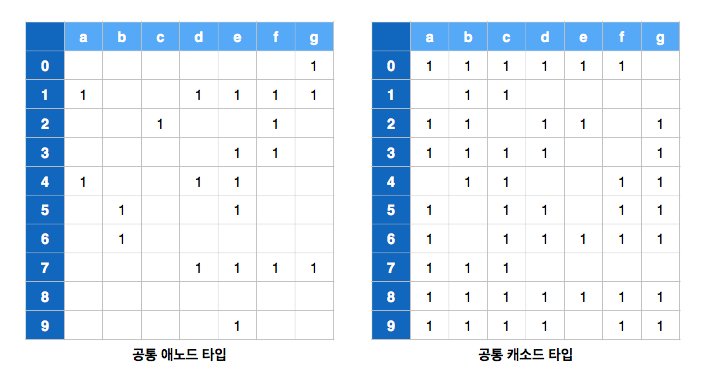 a b c d e f g
0 1
1 1 1 1 1 1
2 1 1
3 1 1
4 1 1 1
5 1 1
6 1
7 1 1 1 1
8
9 1
공통 애노드 타입
a b c d e f g
0 1 1 1 1 1 1
1 1 1
2 1 1 1 1 1
3 1 1 1 1 1
4 1 1 1 1
5 1 1 1 1 1
6 1 1 1 1 1 1
7 1 1 1
8 1 1 1 1 1 1 1
9 1 1 1 1 1 1
공통 캐소드 타입